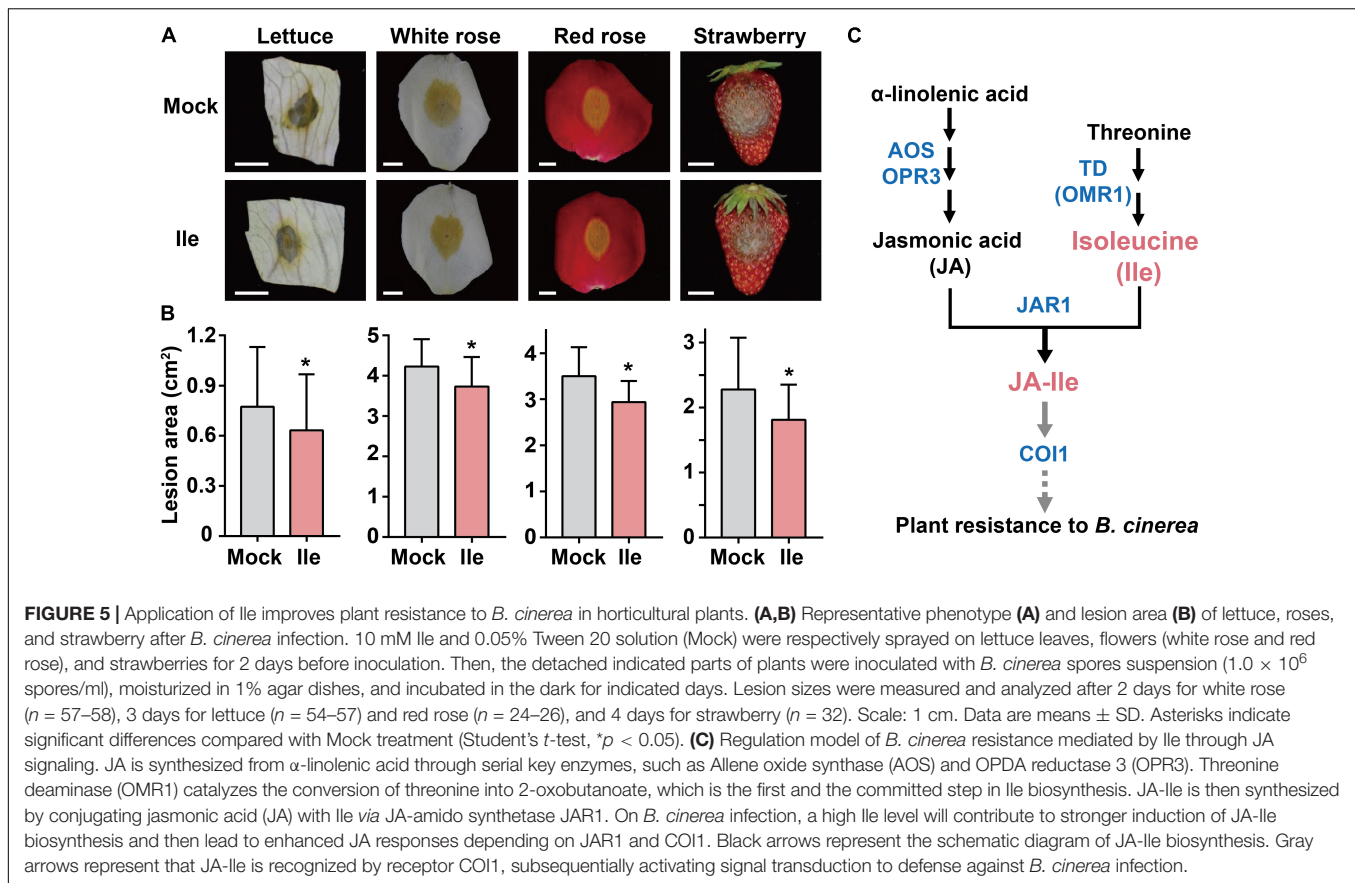 A
Lettuce
White rose
Red rose
Strawberry
Mock
Ile
B
Lesion area (cm²)
1.2
0.9
0.6
0.3
0
*
Mock
Ile
5
4
3
2
1
0
*
Mock
Ile
4
3
2
1
0
*
Mock
Ile
3
2
1
0
*
Mock
Ile
C
α-linolenic acid
AOS
OPR3
Jasmonic acid
(JA)
Threonine
TD
(OMR1)
Isoleucine
(Ile)
JAR1
JA-Ile
COI1
Plant resistance to B. cinerea
FIGURE 5 | Application of Ile improves plant resistance to B. cinerea in horticultural plants. (A,B) Representative phenotype (A) and lesion area (B) of lettuce, roses,
and strawberry after B. cinerea infection. 10 mM Ile and 0.05% Tween 20 solution (Mock) were respectively sprayed on lettuce leaves, flowers (white rose and red
rose), and strawberries for 2 days before inoculation. Then, the detached indicated parts of plants were inoculated with B. cinerea spores suspension (1.0 × 10⁶
spores/ml), moisturized in 1% agar dishes, and incubated in the dark for indicated days. Lesion sizes were measured and analyzed after 2 days for white rose
(n = 57–58), 3 days for lettuce (n = 54–57) and red rose (n = 24–26), and 4 days for strawberry (n = 32). Scale: 1 cm. Data are means ± SD. Asterisks indicate
significant differences compared with Mock treatment (Student's t-test, *p < 0.05). (C) Regulation model of B. cinerea resistance mediated by Ile through JA
signaling. JA is synthesized from α-linolenic acid through serial key enzymes, such as Allene oxide synthase (AOS) and OPDA reductase 3 (OPR3). Threonine
deaminase (OMR1) catalyzes the conversion of threonine into 2-oxobutanoate, which is the first and the committed step in Ile biosynthesis. JA-Ile is then synthesized
by conjugating jasmonic acid (JA) with Ile via JA-amido synthetase JAR1. On B. cinerea infection, a high Ile level will contribute to stronger induction of JA-Ile
biosynthesis and then lead to enhanced JA responses depending on JAR1 and COI1. Black arrows represent the schematic diagram of JA-Ile biosynthesis. Gray
arrows represent that JA-Ile is recognized by receptor COI1, subsequentially activating signal transduction to defense against B. cinerea infection.